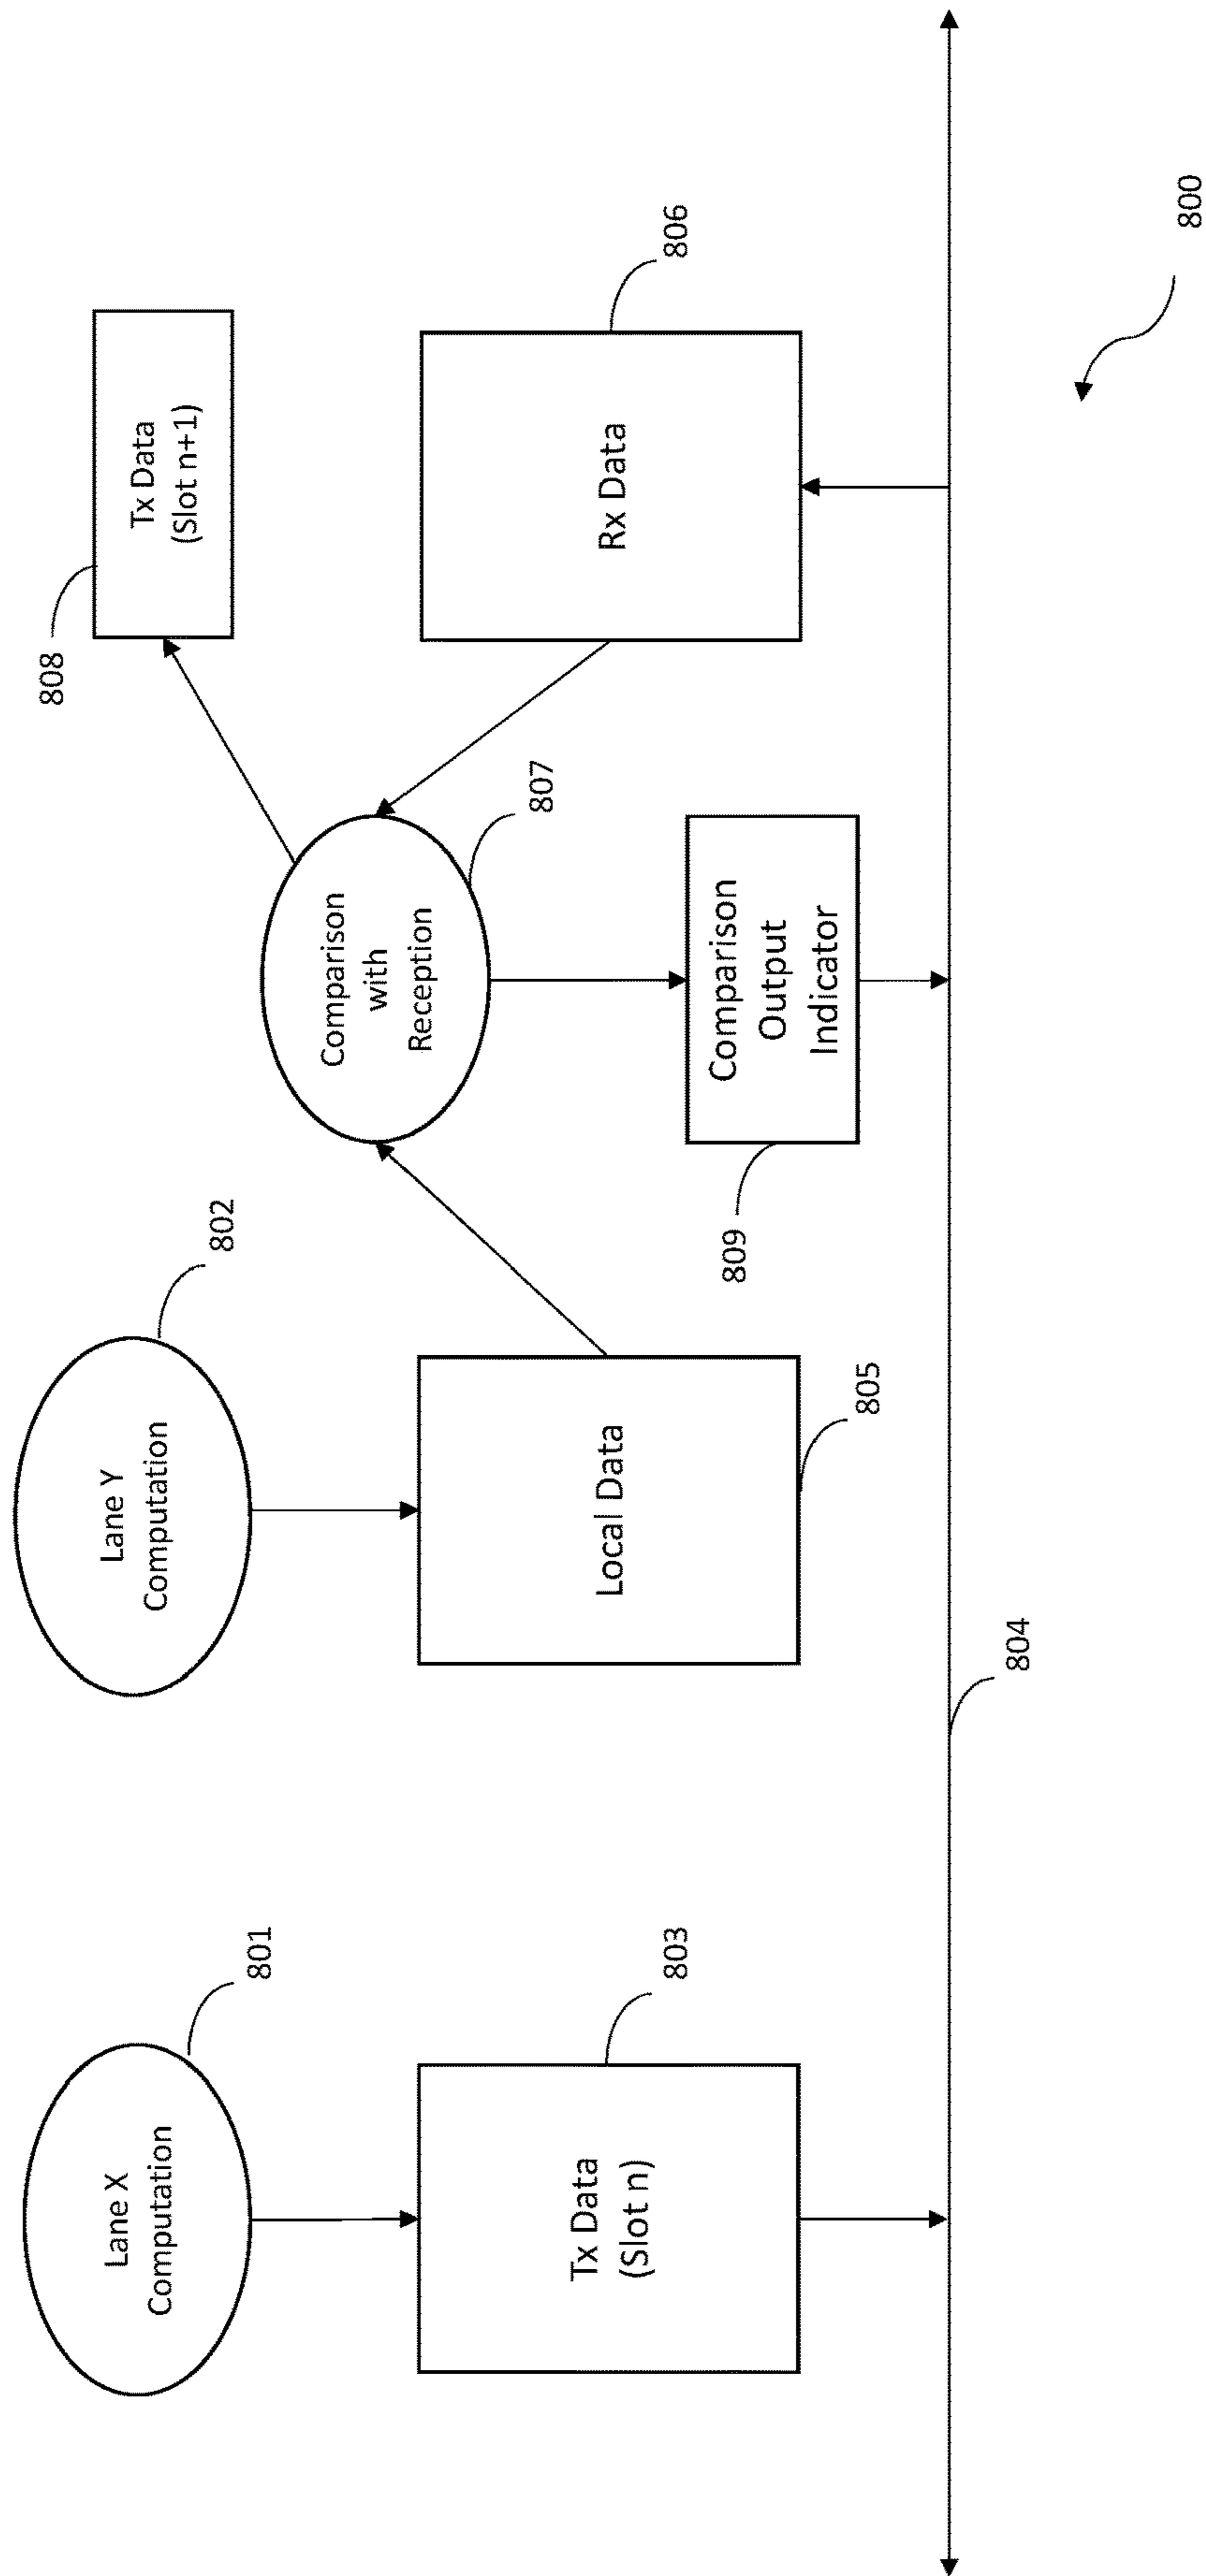 Lane X
Computation
801
Tx Data
(Slot n)
803
Lane Y
Computation
802
Local Data
805
804
Comparison
with
Reception
807
Comparison
Output
Indicator
809
Tx Data
(Slot n+1)
808
Rx Data
806
800